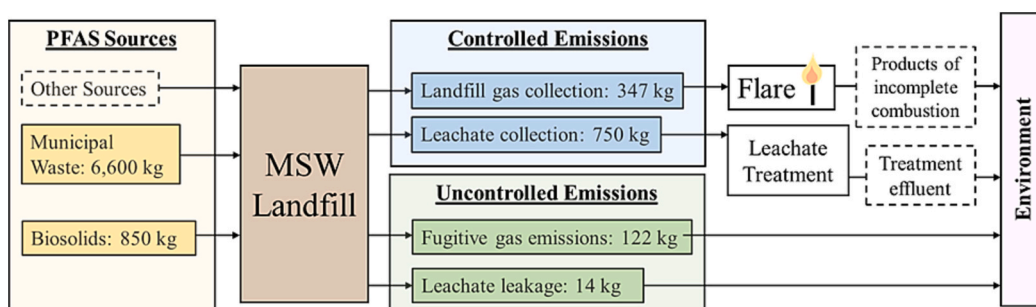 PFAS Sources
Other Sources
Municipal
Waste: 6,600 kg
Biosolids: 850 kg
MSW
Landfill
Controlled Emissions
Landfill gas collection: 347 kg
Leachate collection: 750 kg
Uncontrolled Emissions
Fugitive gas emissions: 122 kg
Leachate leakage: 14 kg
Flare
Products of
incomplete
combustion
Leachate
Treatment
Treatment
effluent
Environment